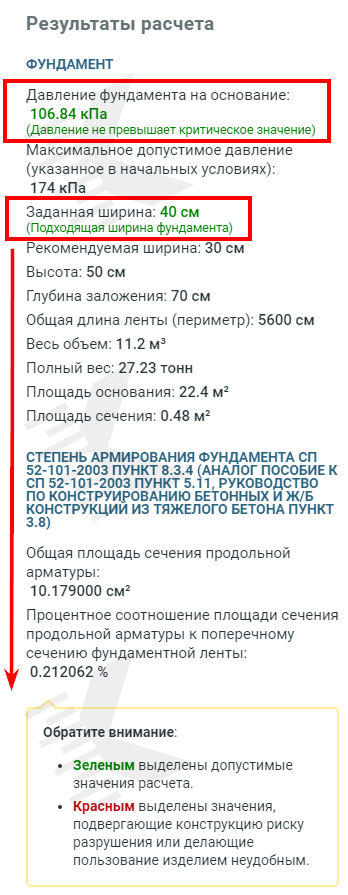 Результаты расчета
ФУНДАМЕНТ
Давление фундамента на основание:
106.84 кПа
(Давление не превышает критическое значение)
Максимальное допустимое давление
(указанное в начальных условиях):
174 кПа
Заданная ширина: 40 см
(Подходящая ширина фундамента)
Рекомендуемая ширина: 30 см
Высота: 50 см
Глубина заложения: 70 см
Общая длина ленты (периметр): 5600 см
Весь объем: 11.2 м³
Полный вес: 27.23 тонн
Площадь основания: 22.4 м²
Площадь сечения: 0.48 м²
СТЕПЕНЬ АРМИРОВАНИЯ ФУНДАМЕНТА СП
52-101-2003 ПУНКТ 8.3.4 (АНАЛОГ ПОСОБИЕ К
СП 52-101-2003 ПУНКТ 5.11, РУКОВОДСТВО
ПО КОНСТРУИРОВАНИЮ БЕТОННЫХ И Ж/Б
КОНСТРУКЦИЙ ИЗ ТЯЖЕЛОГО БЕТОНА ПУНКТ
3.8)
Общая площадь сечения продольной
арматуры:
10.179000 см²
Процентное соотношение площади сечения
продольной арматуры к поперечному
сечению фундаментной ленты:
0.212062 %
Обратите внимание:
• Зеленым выделены допустимые
значения расчета.
• Красным выделены значения,
подвергающие конструкцию риску
разрушения или делающие
пользование изделием неудобным.